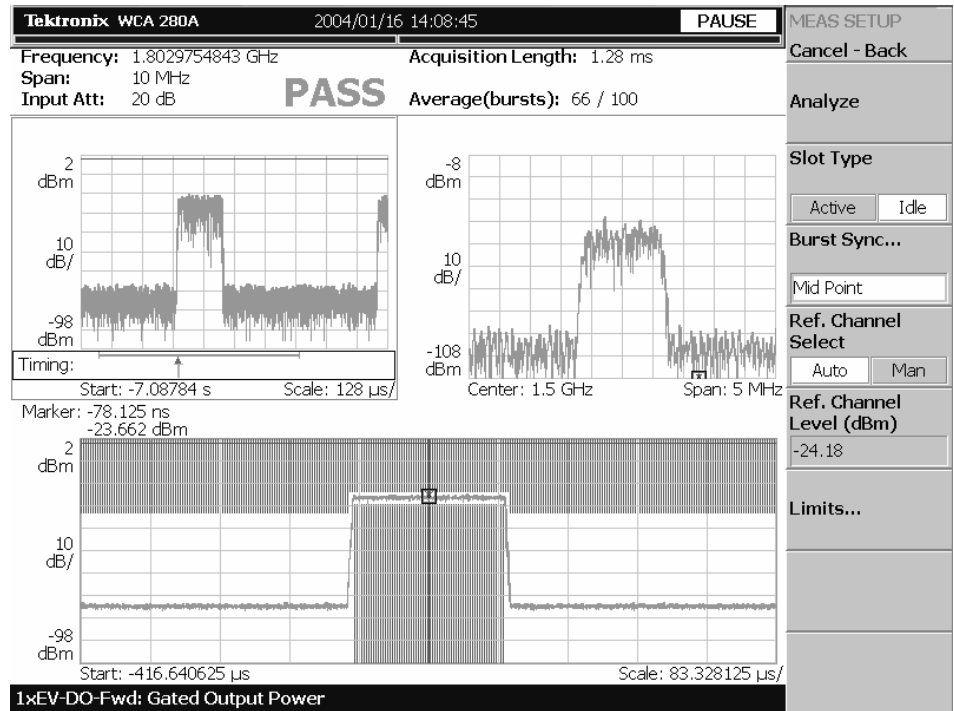 Tektronix WCA 280A 2004/01/16 14:08:45 PAUSE
Frequency: 1.8029754843 GHz Acquisition Length: 1.28 ms
Span: 10 MHz
Input Att: 20 dB PASS Average(bursts): 66 / 100
2
dBm
10
dB/
-98
dBm
Timing:
Start: -7.08784 s Scale: 128 µs/
-8
dBm
10
dB/
-108
dBm
Center: 1.5 GHz Span: 5 MHz
Marker: -78.125 ns
-23.662 dBm
2
dBm
10
dB/
-98
dBm
Start: -416.640625 µs Scale: 83.328125 µs/
1xEV-DO-Fwd: Gated Output Power
MEAS SETUP
Cancel - Back
Analyze
Slot Type
Active Idle
Burst Sync...
Mid Point
Ref. Channel
Select
Auto Man
Ref. Channel
Level (dBm)
-24.18
Limits...